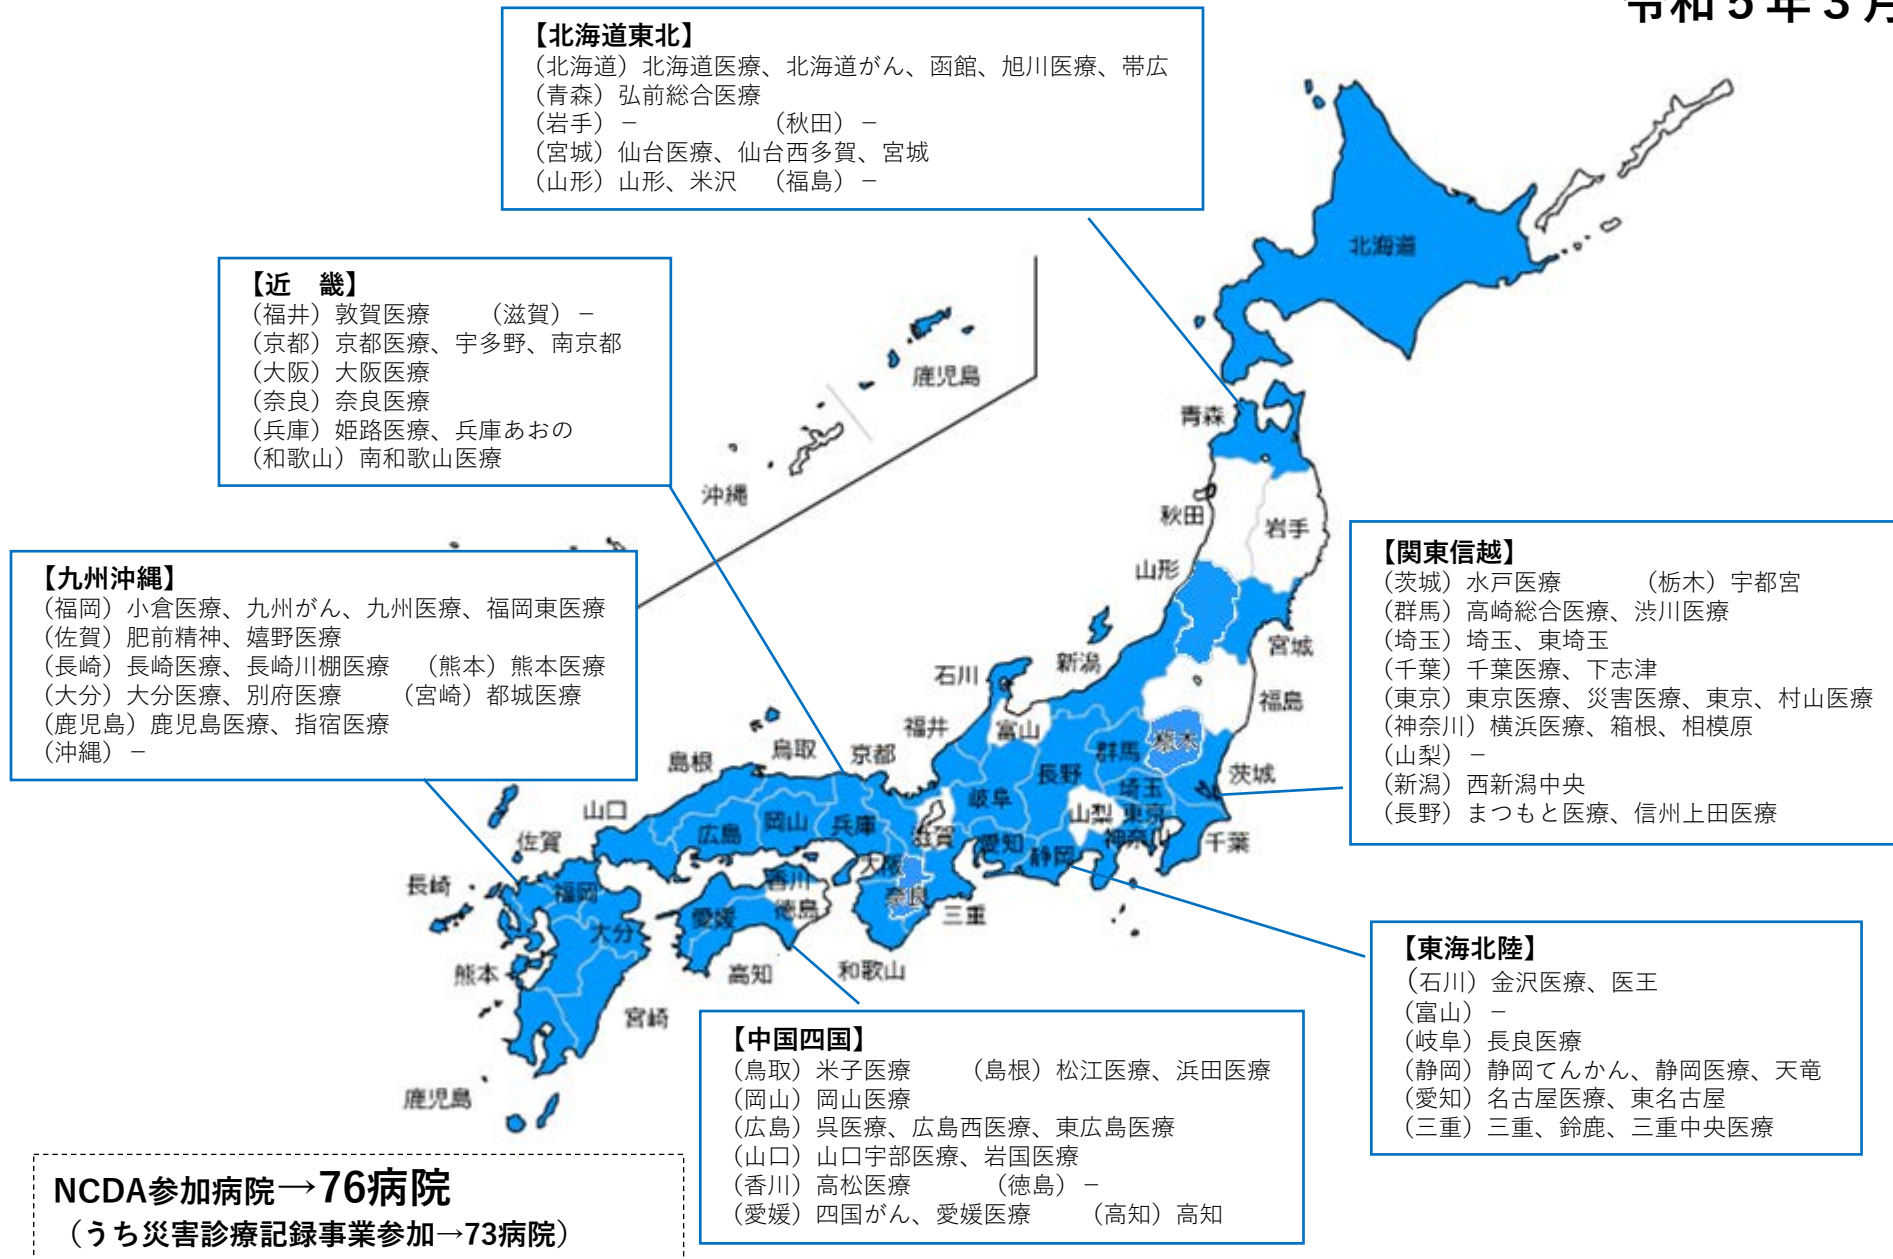 令和５年３月
【北海道東北】
（北海道）北海道医療、北海道がん、函館、旭川医療、帯広
（青森）弘前総合医療
（岩手）－　（秋田）－
（宮城）仙台医療、仙台西多賀、宮城
（山形）山形、米沢　（福島）－
【近　畿】
（福井）敦賀医療　（滋賀）－
（京都）京都医療、宇多野、南京都
（大阪）大阪医療
（奈良）奈良医療
（兵庫）姫路医療、兵庫あおの
（和歌山）南和歌山医療
【九州沖縄】
（福岡）小倉医療、九州がん、九州医療、福岡東医療
（佐賀）肥前精神、嬉野医療
（長崎）長崎医療、長崎川棚医療　（熊本）熊本医療
（大分）大分医療、別府医療　（宮崎）都城医療
（鹿児島）鹿児島医療、指宿医療
（沖縄）－
【関東信越】
（茨城）水戸医療　（栃木）宇都宮
（群馬）高崎総合医療、渋川医療
（埼玉）埼玉、東埼玉
（千葉）千葉医療、下志津
（東京）東京医療、災害医療、東京、村山医療
（神奈川）横浜医療、箱根、相模原
（山梨）－
（新潟）西新潟中央
（長野）まつもと医療、信州上田医療
【東海北陸】
（石川）金沢医療、医王
（富山）－
（岐阜）長良医療
（静岡）静岡てんかん、静岡医療、天竜
（愛知）名古屋医療、東名古屋
（三重）三重、鈴鹿、三重中央医療
【中国四国】
（鳥取）米子医療　（島根）松江医療、浜田医療
（岡山）岡山医療
（広島）呉医療、広島西医療、東広島医療
（山口）山口宇部医療、岩国医療
（香川）高松医療　（徳島）－
（愛媛）四国がん、愛媛医療　（高知）高知
NCDA参加病院→76病院
（うち災害診療記録事業参加→73病院）
北海道
鹿児島
青森
沖縄
秋田
岩手
山形
宮城
新潟
石川
福島
福井
富山
鳥取
京都
島根
群馬
栃木
長野
茨城
埼玉
岐阜
山口
岡山
兵庫
山梨
東京
広島
滋賀
愛知
神奈川
千葉
佐賀
静岡
大阪
香川
長崎
福岡
奈良
徳島
愛媛
三重
大分
高知
和歌山
熊本
宮崎
鹿児島